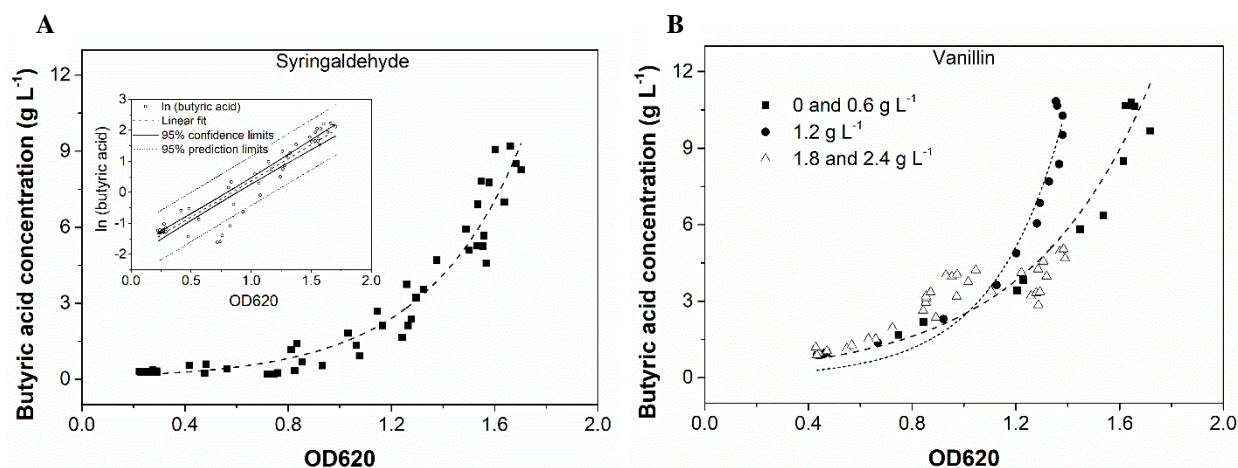 A
Butyric acid concentration (g L⁻¹)
12
9
6
3
0
Syringaldehyde
ln (butyric acid)
3
2
1
0
-1
-2
ln (butyric acid)
Linear fit
95% confidence limits
95% prediction limits
0.0 0.5 1.0 1.5 2.0
OD620
0.0 0.4 0.8 1.2 1.6 2.0
OD620
B
Butyric acid concentration (g L⁻¹)
12
9
6
3
0
Vanillin
0 and 0.6 g L⁻¹
1.2 g L⁻¹
1.8 and 2.4 g L⁻¹
0.0 0.4 0.8 1.2 1.6 2.0
OD620